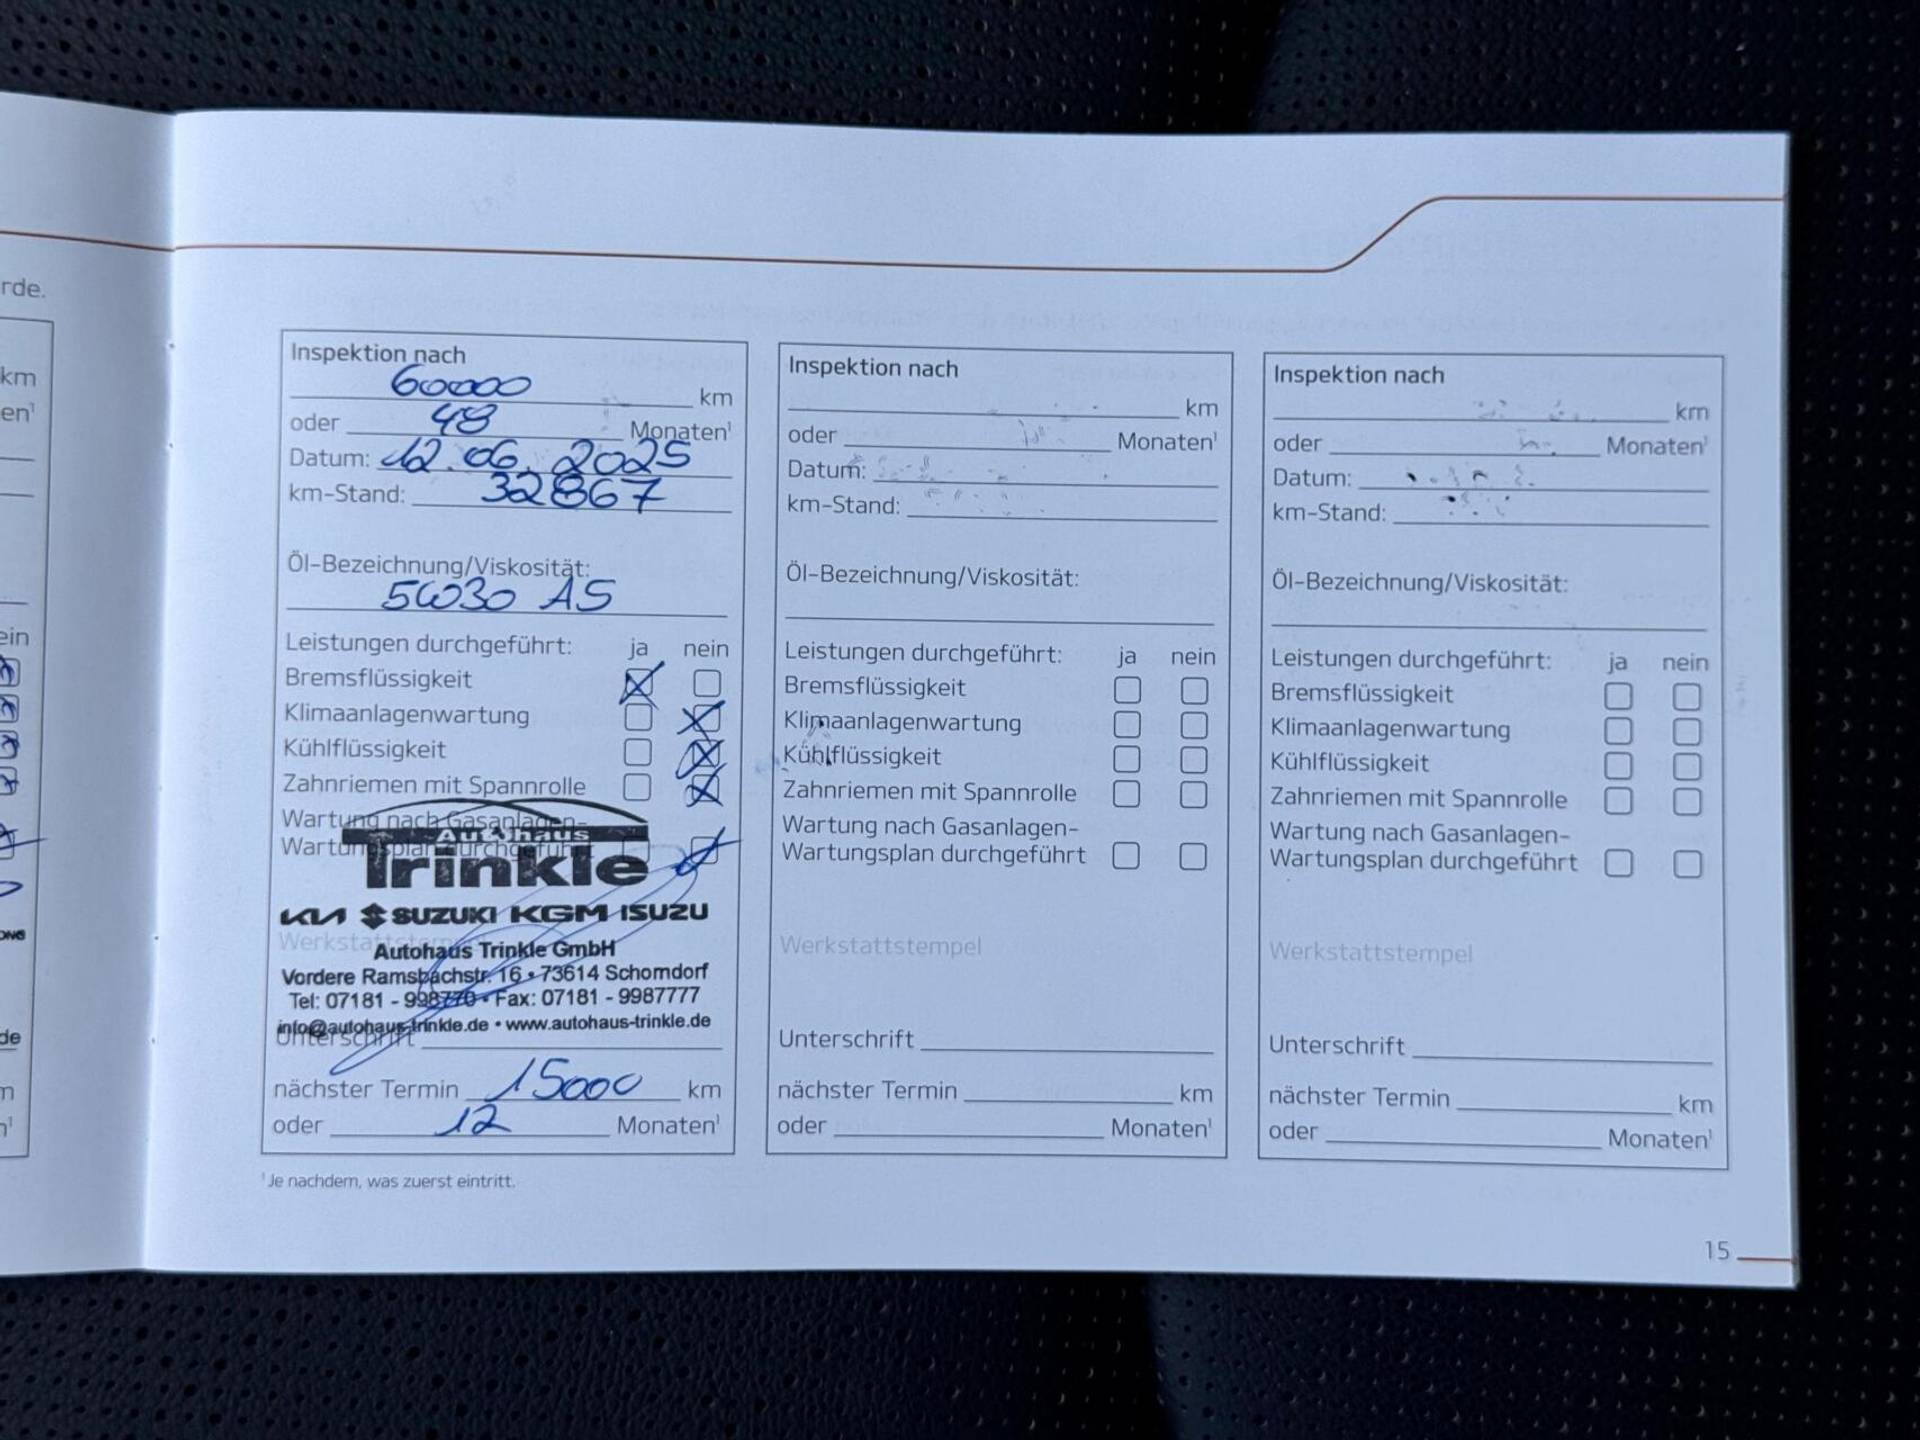 rde.
km
en¹
ein
ONG
de
m
n¹
Inspektion nach
60000 km
oder 48 Monaten¹
Datum: 12.06.2025
km-Stand: 32867
Öl-Bezeichnung/Viskosität:
5W30 A5
Leistungen durchgeführt: ja nein
Bremsflüssigkeit
Klimaanlagenwartung
Kühlflüssigkeit
Zahnriemen mit Spannrolle
Wartung nach Gasanlagen-
Wartungsplan durchgeführt
Autohaus
Trinkle
KIA SUZUKI KGM ISUZU
Werkstattstempel
Autohaus Trinkle GmbH
Vordere Ramsbachstr. 16 • 73614 Schorndorf
Tel: 07181 - 998770 • Fax: 07181 - 9987777
info@autohaus-trinkle.de • www.autohaus-trinkle.de
Unterschrift
nächster Termin 15000 km
oder 12 Monaten¹
Inspektion nach
km
oder Monaten¹
Datum:
km-Stand:
Öl-Bezeichnung/Viskosität:
Leistungen durchgeführt: ja nein
Bremsflüssigkeit
Klimaanlagenwartung
Kühlflüssigkeit
Zahnriemen mit Spannrolle
Wartung nach Gasanlagen-
Wartungsplan durchgeführt
Werkstattstempel
Unterschrift
nächster Termin km
oder Monaten¹
Inspektion nach
km
oder Monaten¹
Datum:
km-Stand:
Öl-Bezeichnung/Viskosität:
Leistungen durchgeführt: ja nein
Bremsflüssigkeit
Klimaanlagenwartung
Kühlflüssigkeit
Zahnriemen mit Spannrolle
Wartung nach Gasanlagen-
Wartungsplan durchgeführt
Werkstattstempel
Unterschrift
nächster Termin km
oder Monaten¹
¹ Je nachdem, was zuerst eintritt.
15